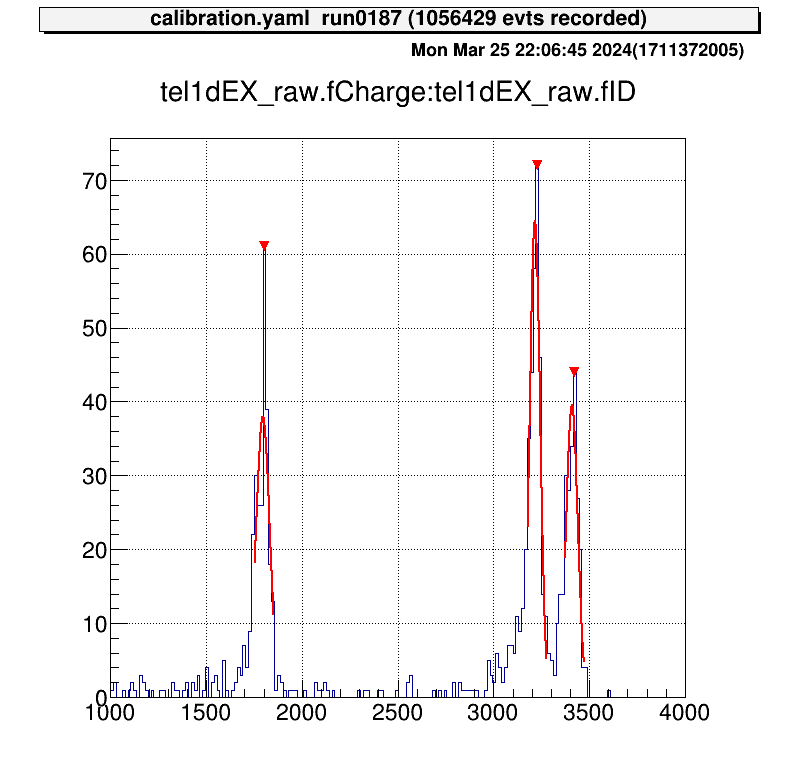 calibration.yaml run0187 (1056429 evts recorded)
Mon Mar 25 22:06:45 2024(1711372005)
tel1dEX_raw.fCharge:tel1dEX_raw.fID
70
60
50
40
30
20
10
0
1000 1500 2000 2500 3000 3500 4000